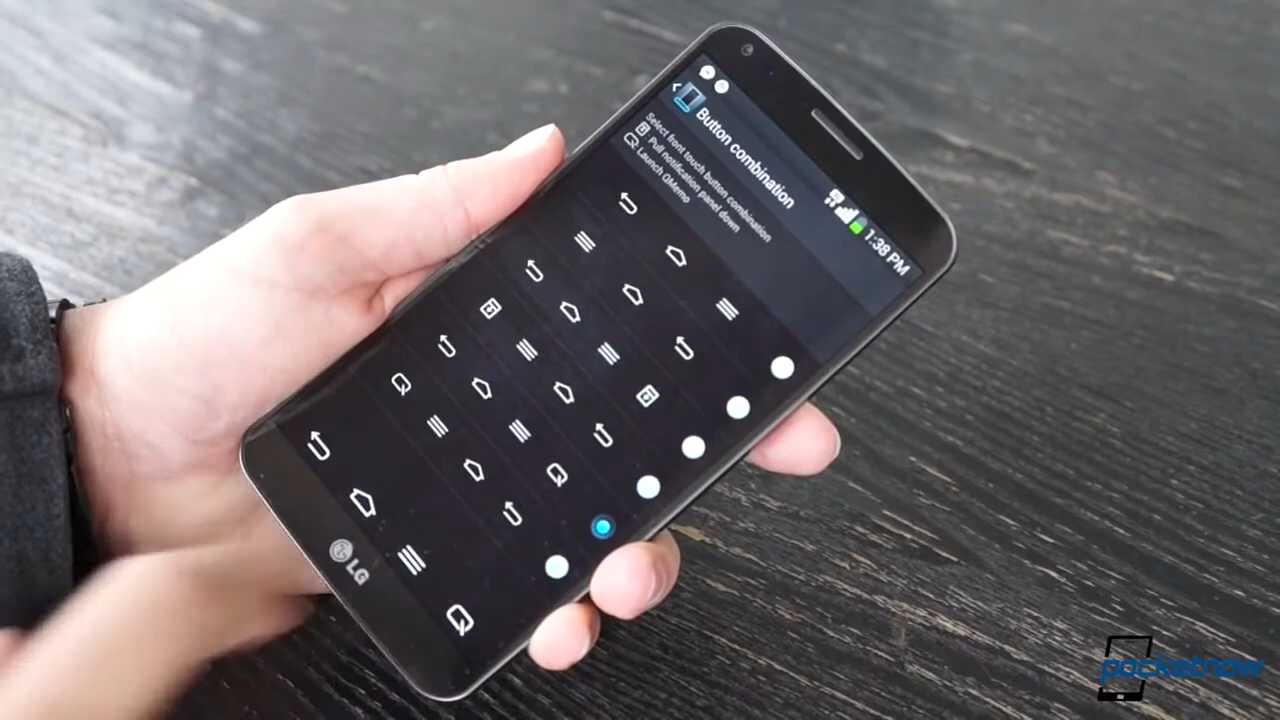 1:38 PM
Button combination
Select front touch button combination
Pull notification panel down
Launch QMemo
LG
pocketnow